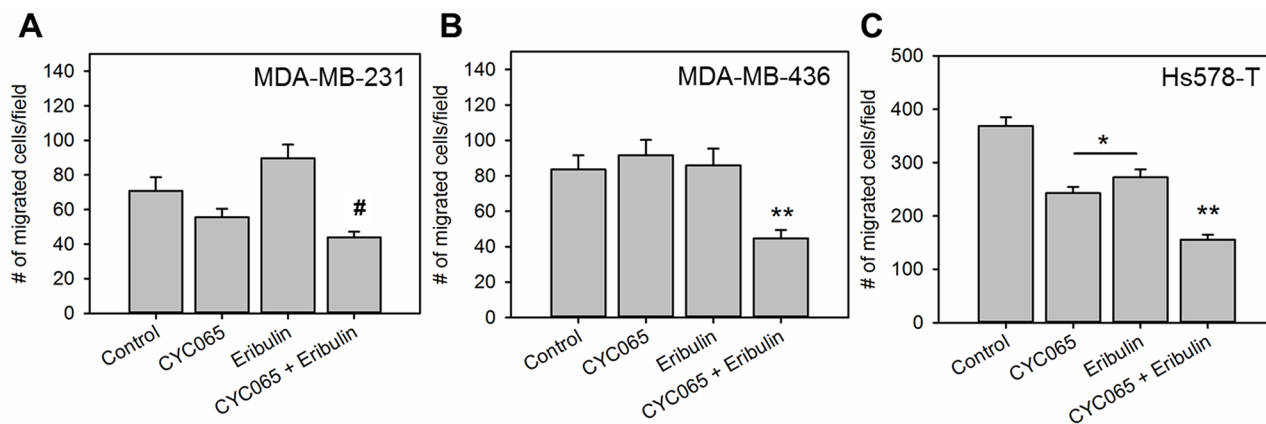 A
MDA-MB-231
# of migrated cells/field
140
120
100
80
60
40
20
0
#
Control
CYC065
Eribulin
CYC065 + Eribulin
B
MDA-MB-436
# of migrated cells/field
140
120
100
80
60
40
20
0
**
Control
CYC065
Eribulin
CYC065 + Eribulin
C
Hs578-T
# of migrated cells/field
500
400
300
200
100
0
*
**
Control
CYC065
Eribulin
CYC065 + Eribulin